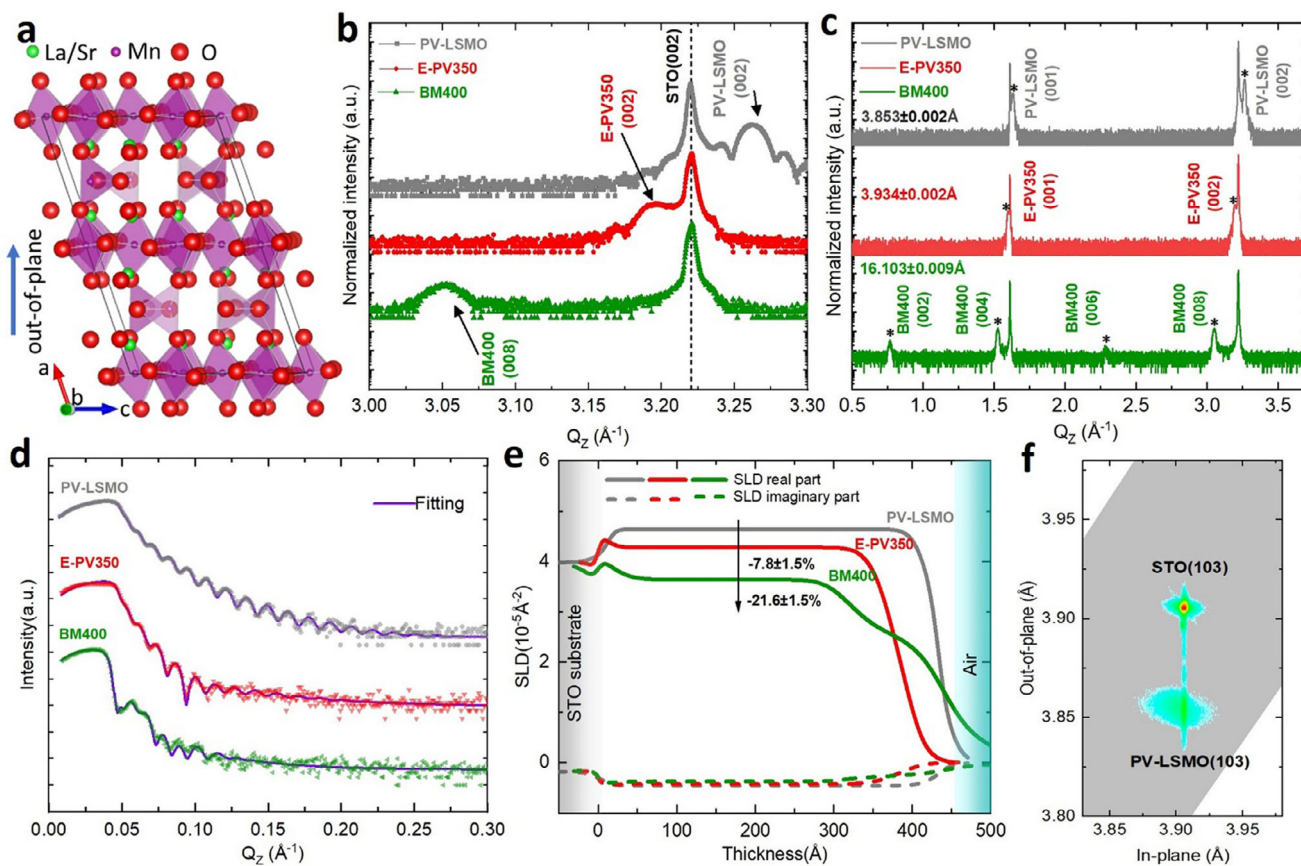 a
La/Sr Mn O
out-of-plane
a
b
c
b
PV-LSMO
E-PV350
BM400
STO(002)
PV-LSMO
(002)
E-PV350
(002)
BM400
(008)
Normalized intensity (a.u.)
3.00 3.05 3.10 3.15 3.20 3.25 3.30
Qz (Å-1)
c
PV-LSMO
E-PV350
BM400
3.853±0.002Å
* PV-LSMO
(001)
* PV-LSMO
(002)
3.934±0.002Å
* E-PV350
(001)
E-PV350
(002) *
16.103±0.009Å
* BM400
(002)
BM400
(004) *
BM400
(006) *
BM400
(008) *
Normalized intensity (a.u.)
0.5 1.0 1.5 2.0 2.5 3.0 3.5
Qz (Å-1)
d
PV-LSMO
Fitting
E-PV350
BM400
Intensity(a.u.)
0.00 0.05 0.10 0.15 0.20 0.25 0.30
Qz (Å-1)
e
SLD real part
SLD imaginary part
PV-LSMO
E-PV350
BM400
-7.8±1.5%
-21.6±1.5%
STO substrate
Air
SLD(10-5Å-2)
6
4
2
0
0 100 200 300 400 500
Thickness(Å)
f
STO(103)
PV-LSMO(103)
Out-of-plane (Å)
3.95
3.90
3.85
3.80
3.85 3.90 3.95
In-plane (Å)